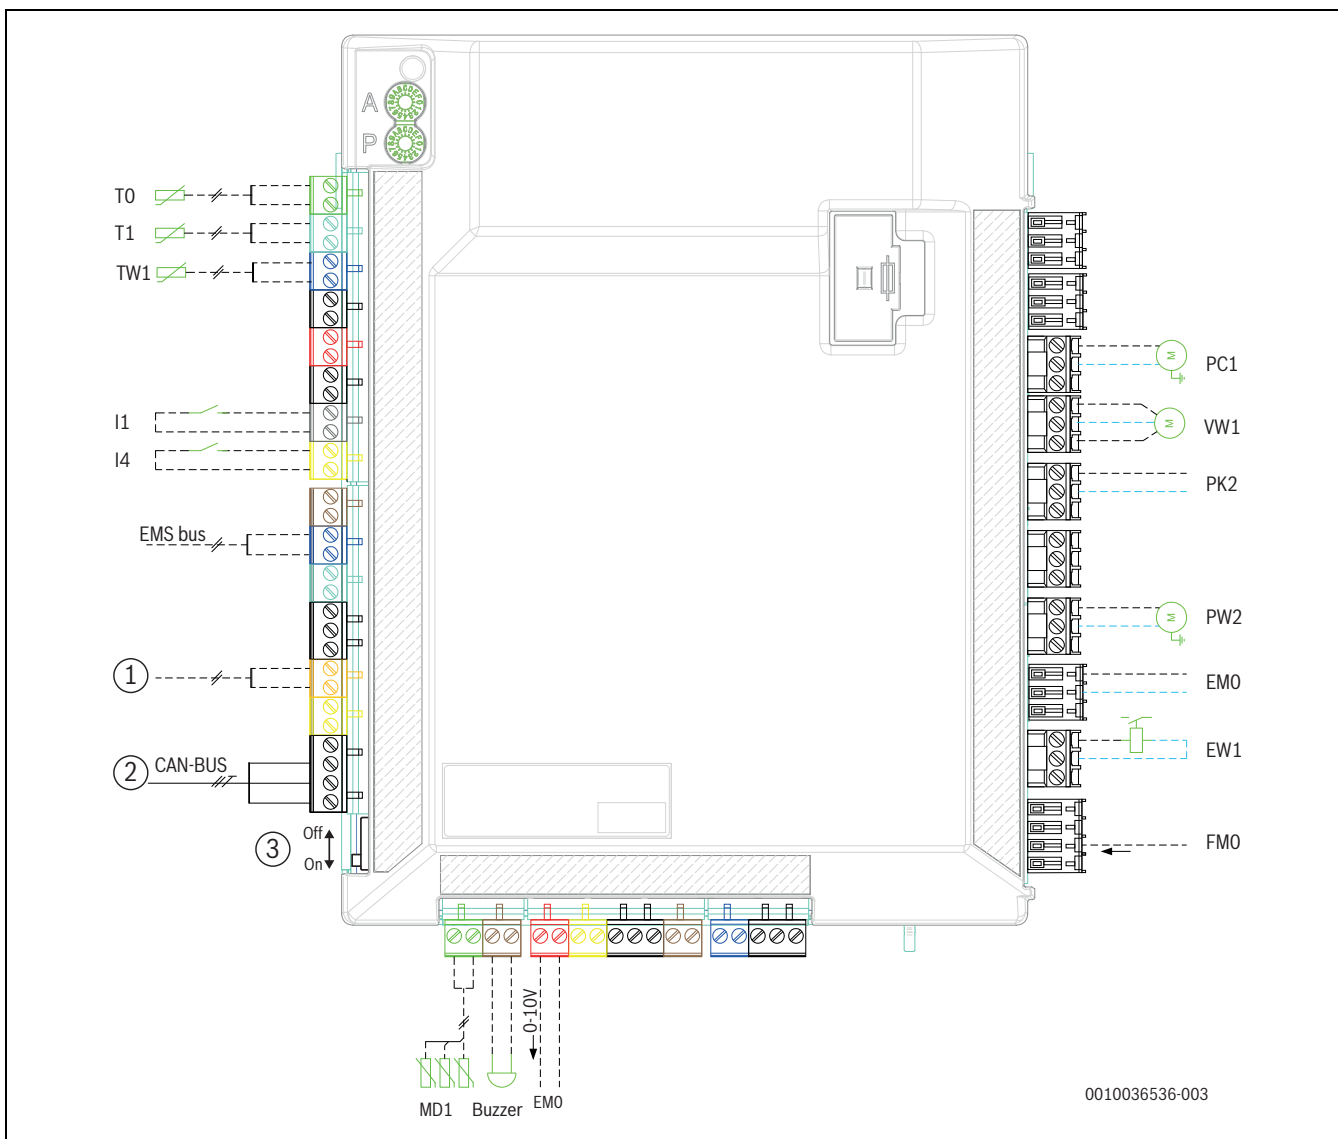 A
P
T0
T1
TW1
I1
I4
EMS bus
1
2 CAN-BUS
3 Off
On
PC1
M
VW1
M
PK2
PW2
M
EM0
EW1
FM0
0-10V
MD1 Buzzer EM0
0010036536-003